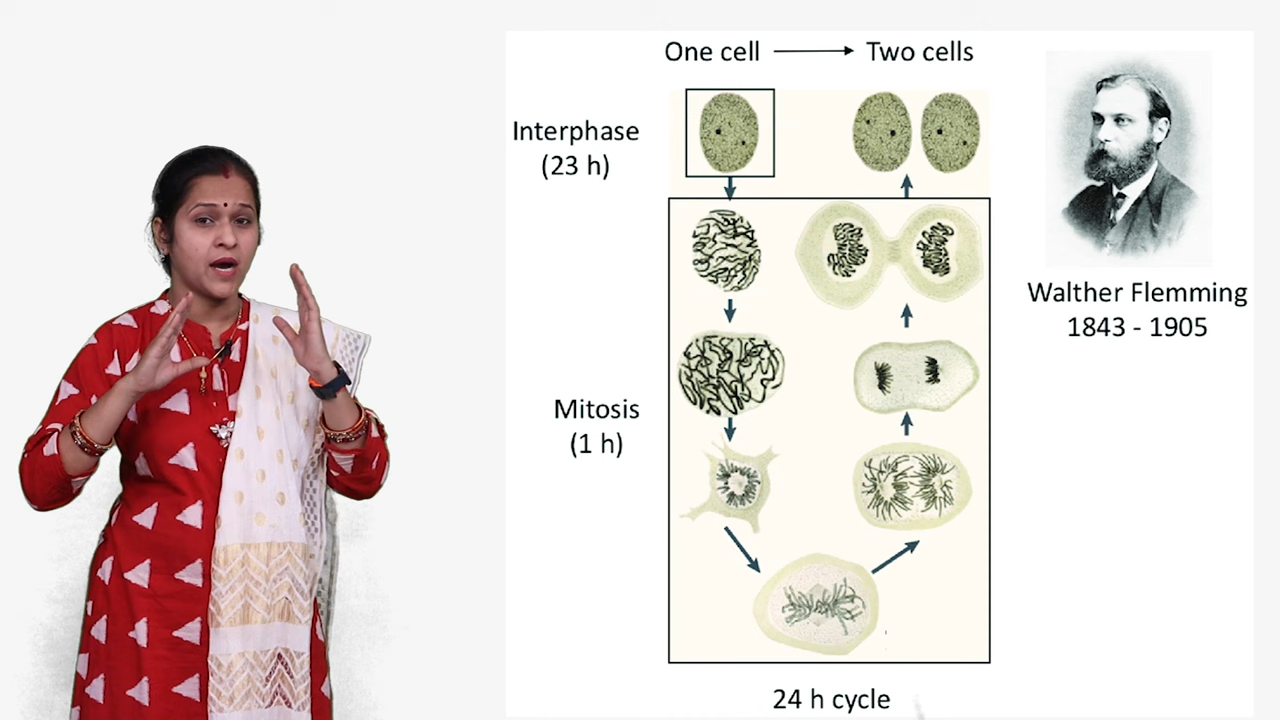 One cell
Two cells
Interphase
(23 h)
Walther Flemming
1843 - 1905
Mitosis
(1 h)
24 h cycle